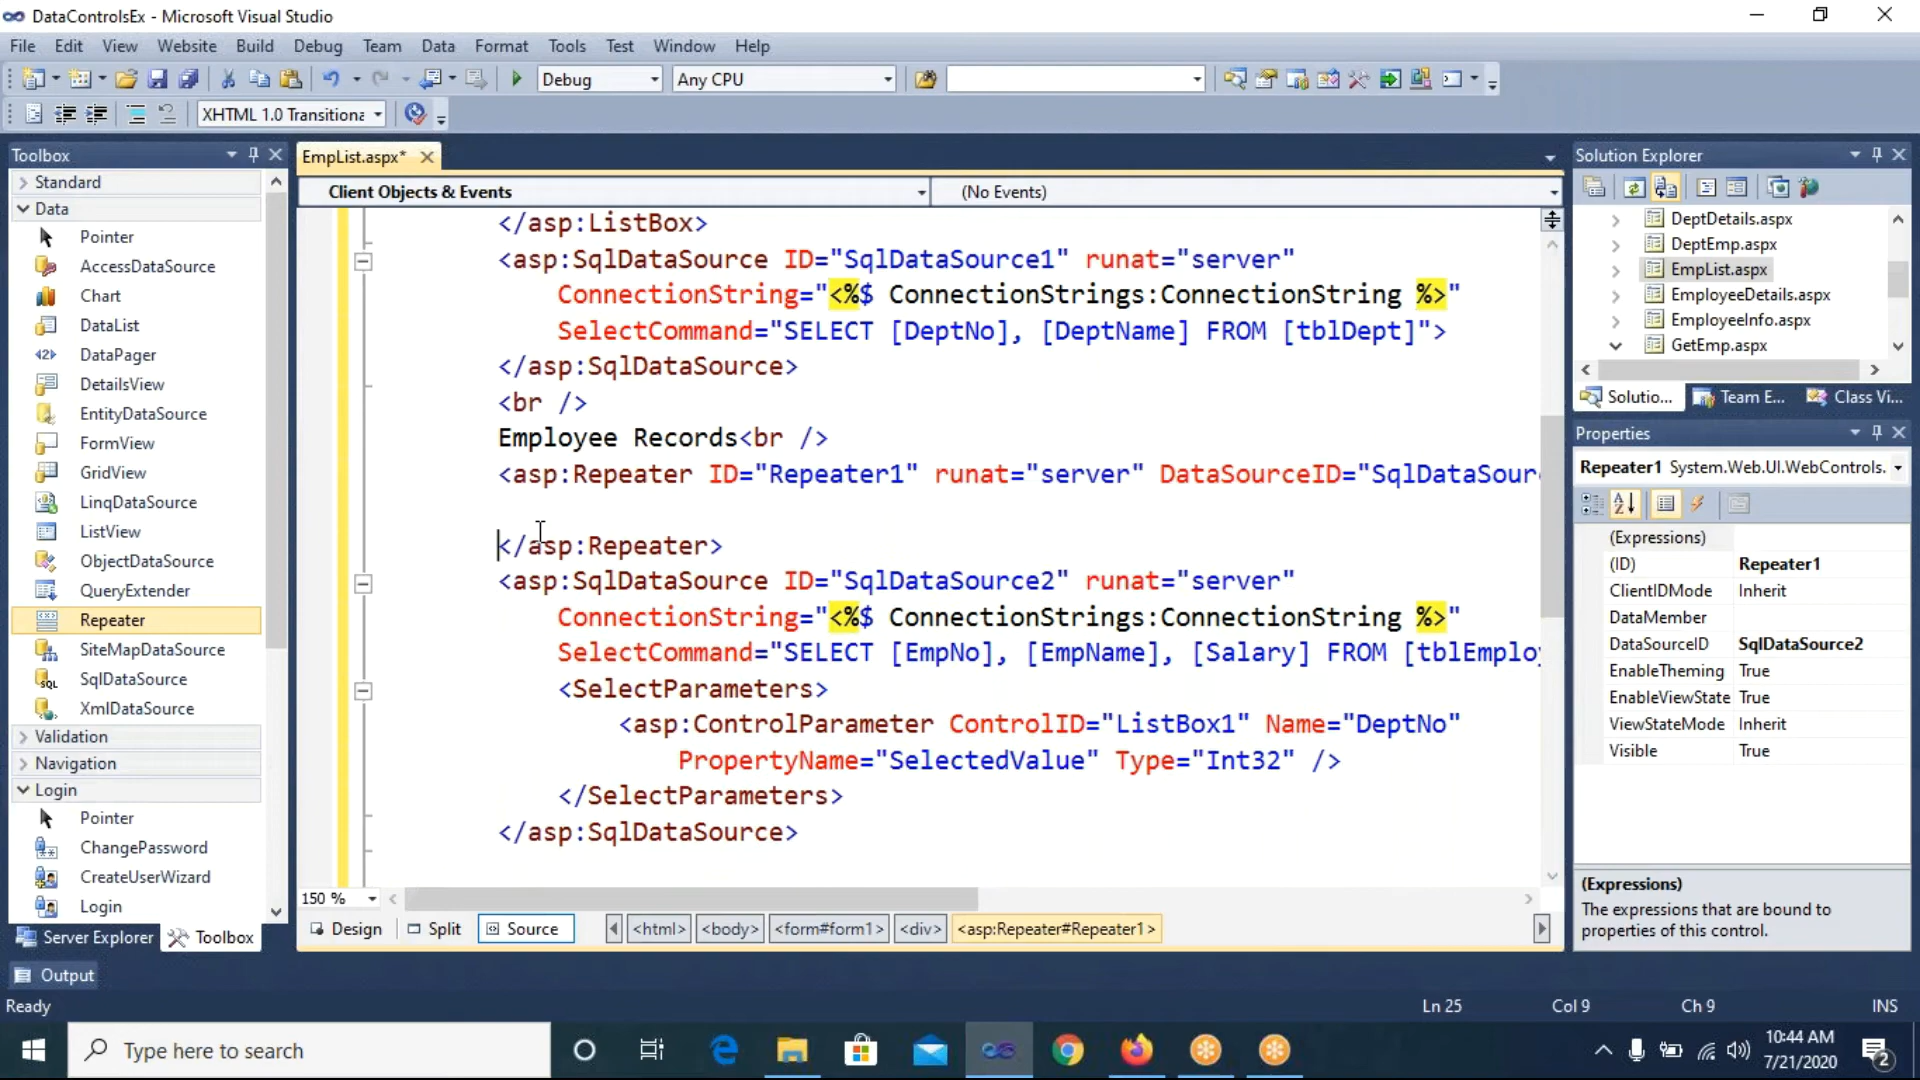 DataControlsEx - Microsoft Visual Studio
File Edit View Website Build Debug Team Data Format Tools Test Window Help
Debug Any CPU
XHTML 1.0 Transitiona
Toolbox
Standard
Data
Pointer
AccessDataSource
Chart
DataList
DataPager
DetailsView
EntityDataSource
FormView
GridView
LinqDataSource
ListView
ObjectDataSource
QueryExtender
Repeater
SiteMapDataSource
SqlDataSource
XmlDataSource
Validation
Navigation
Login
Pointer
ChangePassword
CreateUserWizard
Login
Server Explorer Toolbox
EmpList.aspx*
Client Objects & Events (No Events)
</asp:ListBox>
<asp:SqlDataSource ID="SqlDataSource1" runat="server"
ConnectionString="<%$ ConnectionStrings:ConnectionString %>"
SelectCommand="SELECT [DeptNo], [DeptName] FROM [tblDept]">
</asp:SqlDataSource>
<br />
Employee Records<br />
<asp:Repeater ID="Repeater1" runat="server" DataSourceID="SqlDataSour
</asp:Repeater>
<asp:SqlDataSource ID="SqlDataSource2" runat="server"
ConnectionString="<%$ ConnectionStrings:ConnectionString %>"
SelectCommand="SELECT [EmpNo], [EmpName], [Salary] FROM [tblEmplo
<SelectParameters>
<asp:ControlParameter ControlID="ListBox1" Name="DeptNo"
PropertyName="SelectedValue" Type="Int32" />
</SelectParameters>
</asp:SqlDataSource>
150 %
Design Split Source <html> <body> <form#form1> <div> <asp:Repeater#Repeater1>
Solution Explorer
DeptDetails.aspx
DeptEmp.aspx
EmpList.aspx
EmployeeDetails.aspx
EmployeeInfo.aspx
GetEmp.aspx
Solutio... Team E... Class Vi...
Properties
Repeater1 System.Web.UI.WebControls.
(Expressions)
(ID) Repeater1
ClientIDMode Inherit
DataMember
DataSourceID SqlDataSource2
EnableTheming True
EnableViewState True
ViewStateMode Inherit
Visible True
(Expressions)
The expressions that are bound to
properties of this control.
Output
Ready Ln 25 Col 9 Ch 9 INS
Type here to search
10:44 AM
7/21/2020
2